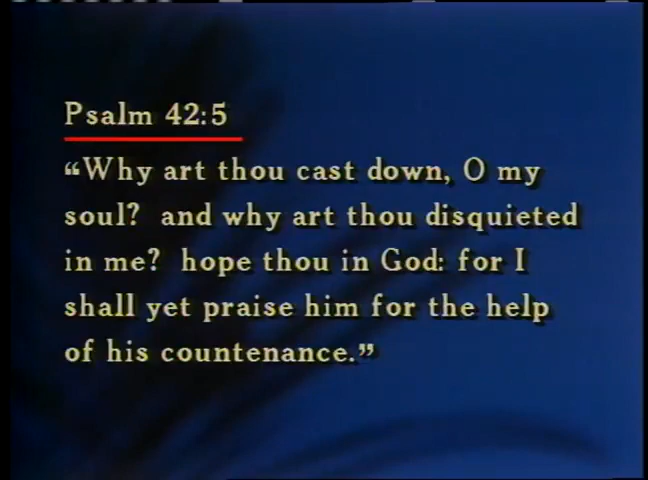 Psalm 42:5
“Why art thou cast down, O my
soul?  and why art thou disquieted
in me?  hope thou in God: for I
shall yet praise him for the help
of his countenance.”